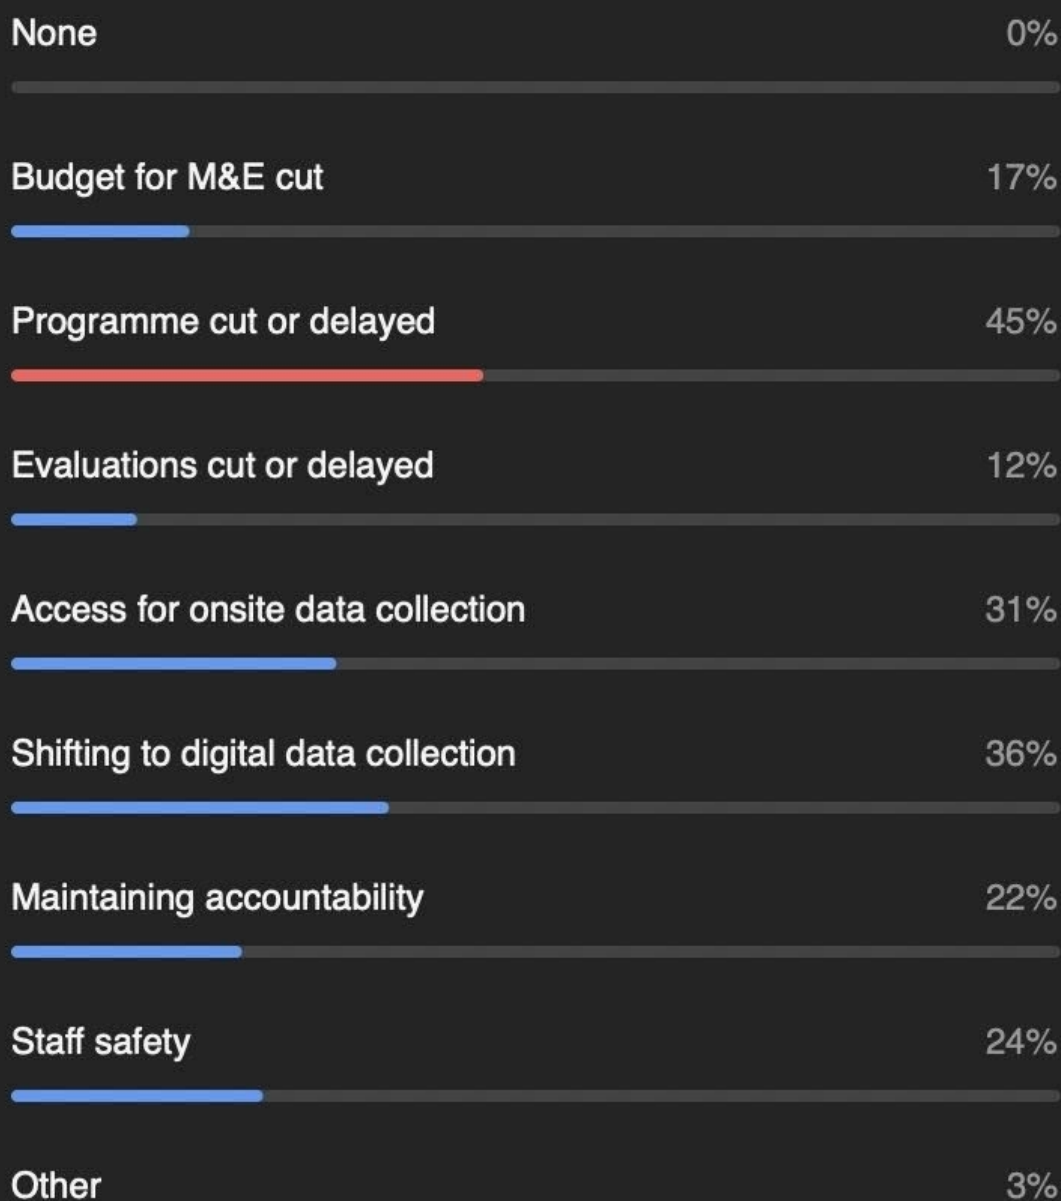 None 0%
Budget for M&E cut 17%
Programme cut or delayed 45%
Evaluations cut or delayed 12%
Access for onsite data collection 31%
Shifting to digital data collection 36%
Maintaining accountability 22%
Staff safety 24%
Other 3%